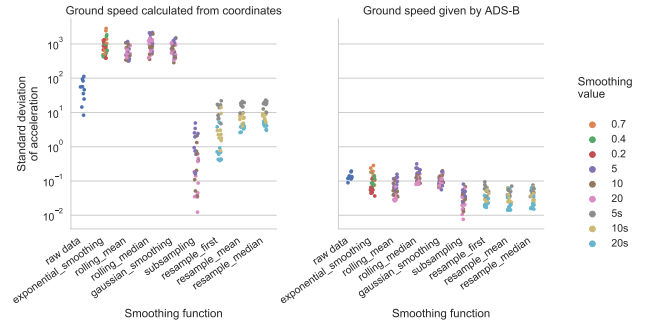 Ground speed calculated from coordinates
Ground speed given by ADS-B
Standard deviation
of acceleration
10³
10²
10¹
10⁰
10⁻¹
10⁻²
raw data
exponential_smoothing
rolling_mean
rolling_median
gaussian_smoothing
subsampling
resample_first
resample_mean
resample_median
Smoothing function
raw data
exponential_smoothing
rolling_mean
rolling_median
gaussian_smoothing
subsampling
resample_first
resample_mean
resample_median
Smoothing function
Smoothing
value
0.7
0.4
0.2
5
10
20
5s
10s
20s